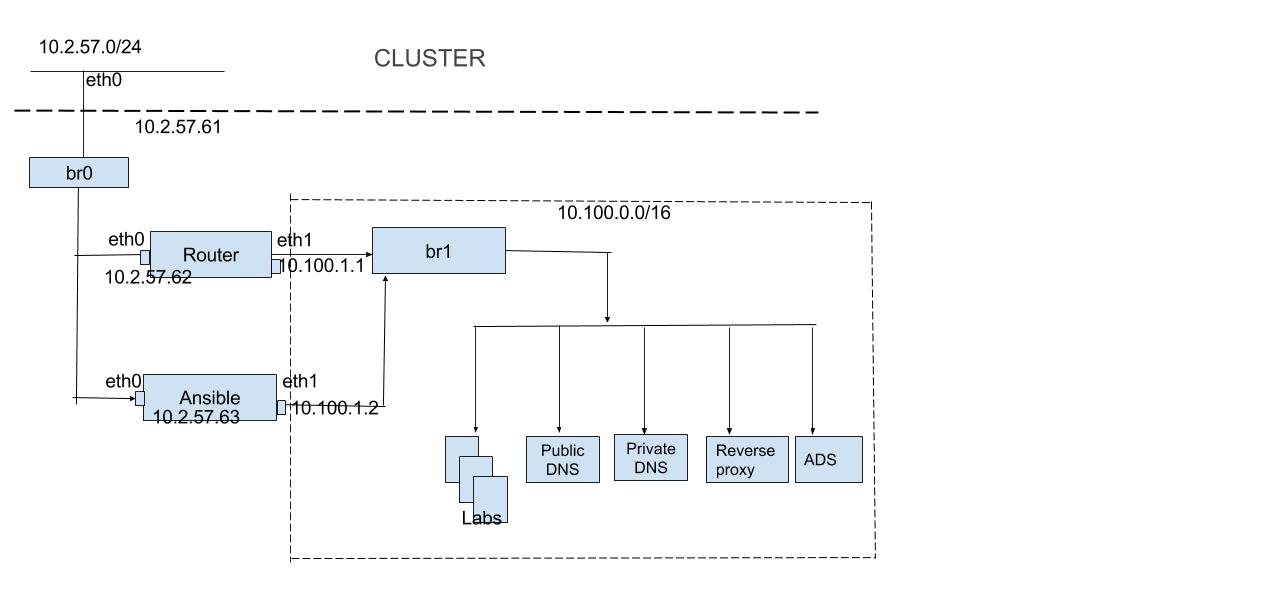 10.2.57.0/24
CLUSTER
eth0
10.2.57.61
br0
10.100.0.0/16
eth0
Router
eth1
br1
10.2.57.62
10.100.1.1
eth0
Ansible
eth1
10.2.57.63
10.100.1.2
Labs
Public
DNS
Private
DNS
Reverse
proxy
ADS